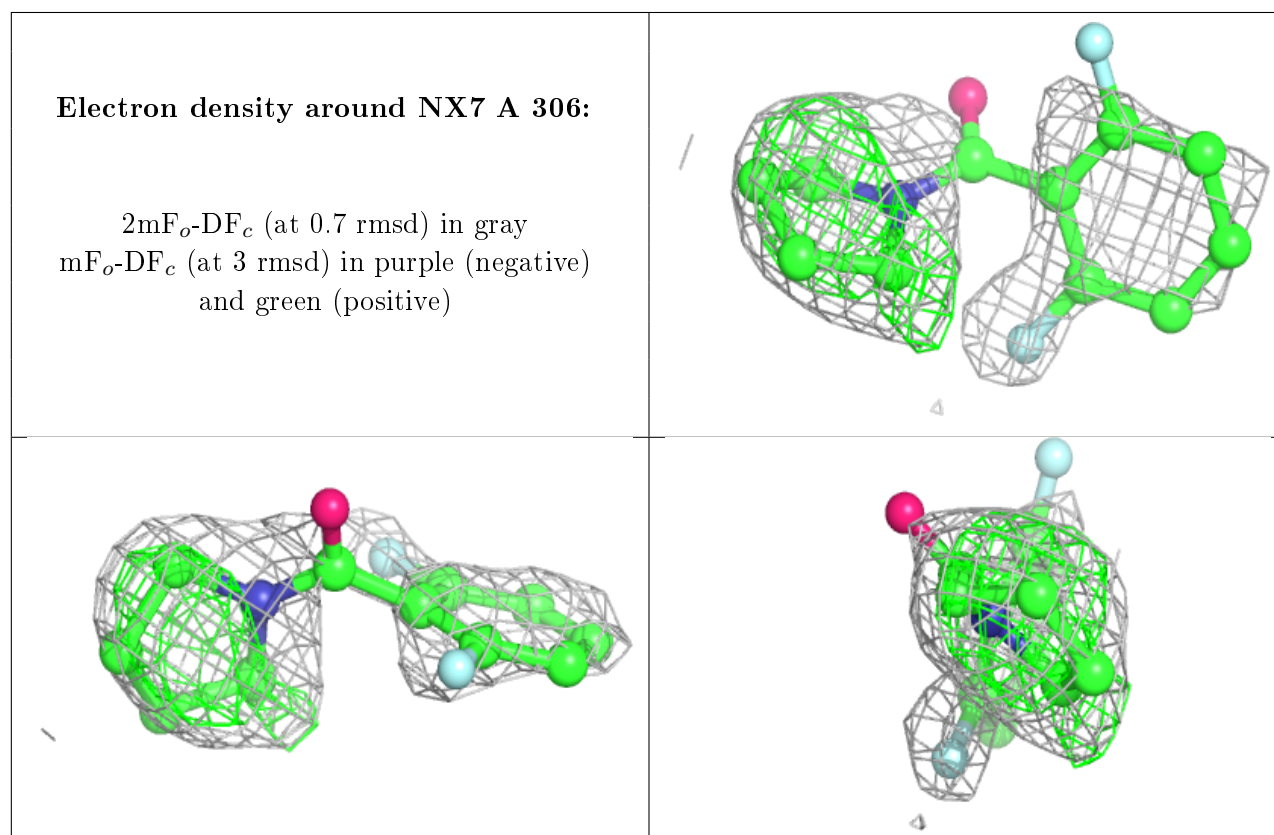 Electron density around NX7 A 306:
2mFₒ-DF𝒸 (at 0.7 rmsd) in gray
mFₒ-DF𝒸 (at 3 rmsd) in purple (negative)
and green (positive)